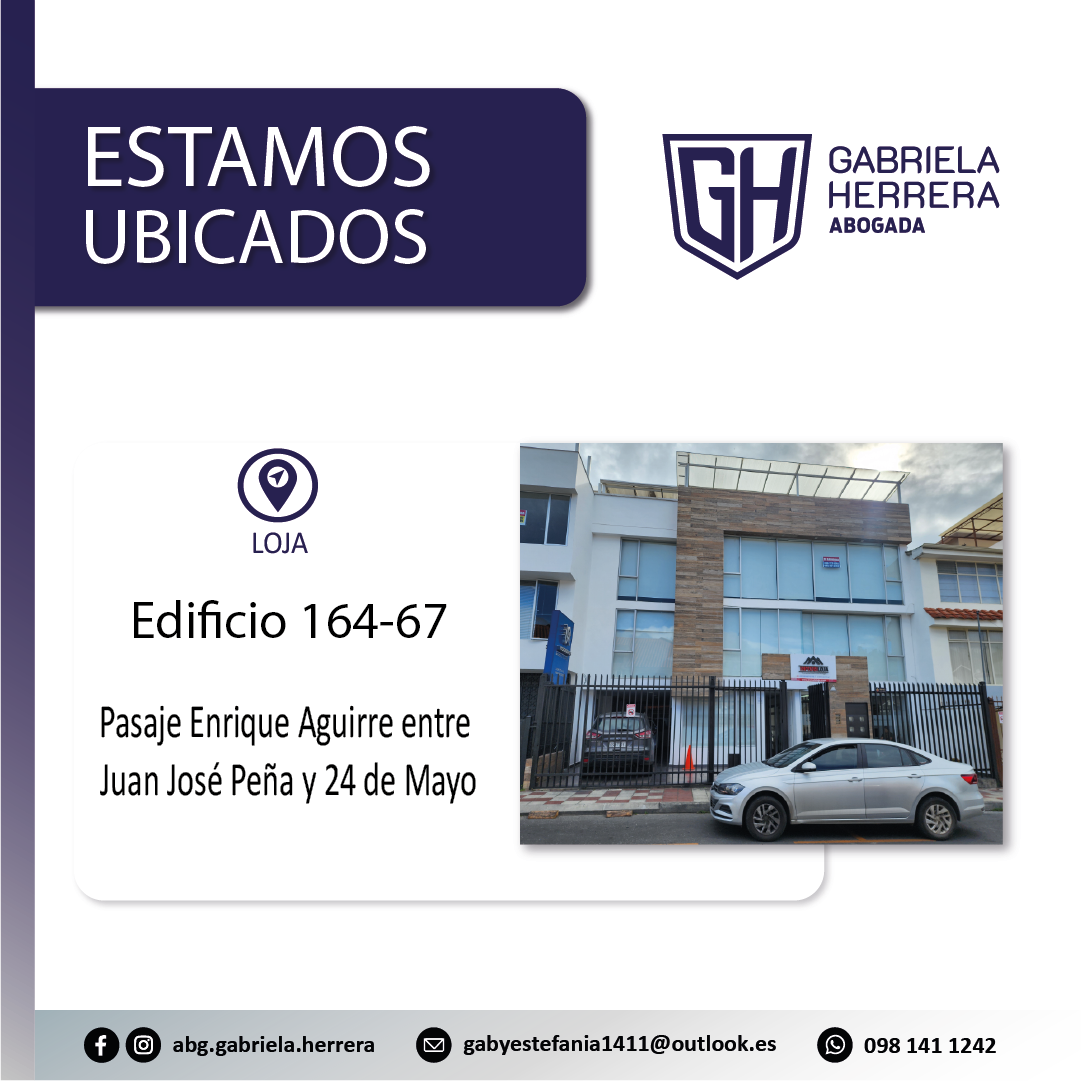 ESTAMOS
UBICADOS
GH
GABRIELA
HERRERA
ABOGADA
LOJA
Edificio 164-67
Pasaje Enrique Aguirre entre
Juan José Peña y 24 de Mayo
abg.gabriela.herrera
gabyestefania1411@outlook.es
098 141 1242